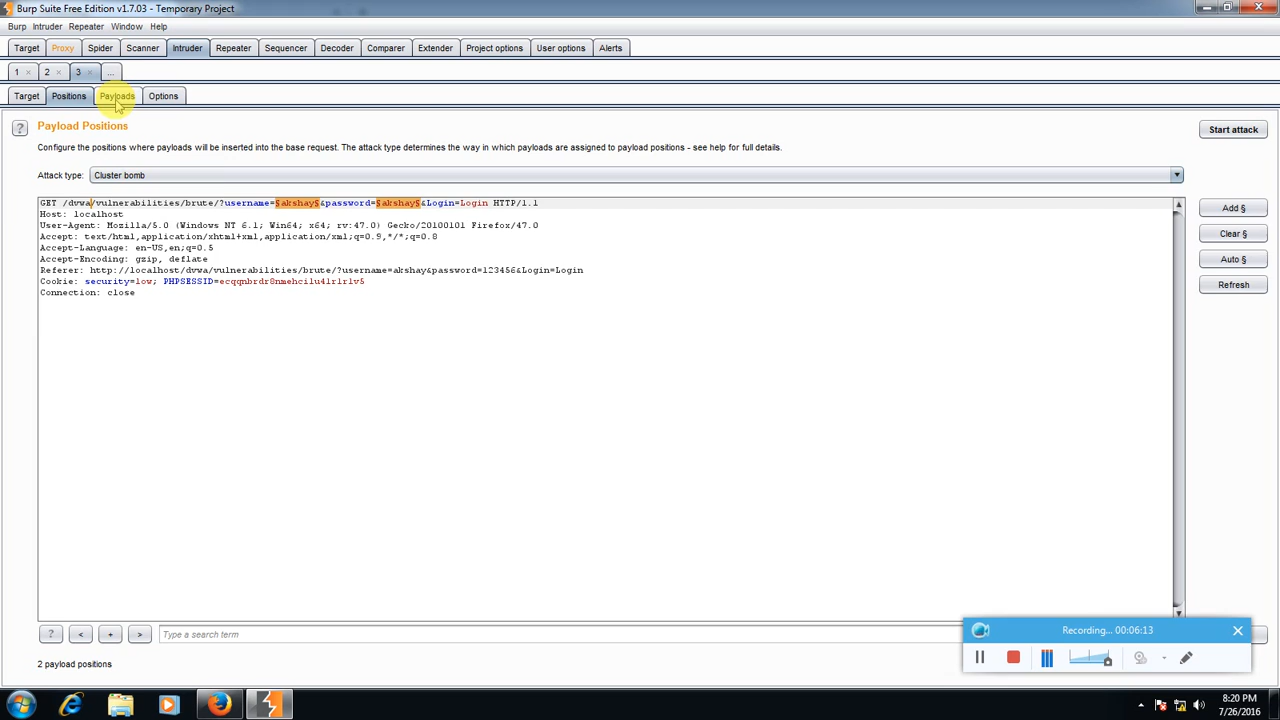 Burp Suite Free Edition v1.7.03 - Temporary Project
Burp Intruder Repeater Window Help
Target Proxy Spider Scanner Intruder Repeater Sequencer Decoder Comparer Extender Project options User options Alerts
1 × 2 × 3 × ...
Target Positions Payloads Options
? Payload Positions
Start attack
Configure the positions where payloads will be inserted into the base request. The attack type determines the way in which payloads are assigned to payload positions - see help for full details.
Attack type: Cluster bomb
GET /dvwa/vulnerabilities/brute/?username=§akshay§&password=§akshay§&Login=Login HTTP/1.1
Host: localhost
User-Agent: Mozilla/5.0 (Windows NT 6.1; Win64; x64; rv:47.0) Gecko/20100101 Firefox/47.0
Accept: text/html,application/xhtml+xml,application/xml;q=0.9,*/*;q=0.8
Accept-Language: en-US,en;q=0.5
Accept-Encoding: gzip, deflate
Referer: http://localhost/dvwa/vulnerabilities/brute/?username=akshay&password=123456&Login=Login
Cookie: security=low; PHPSESSID=ecqqnbrdr8nmehcilu4lrlrlv5
Connection: close
Add §
Clear §
Auto §
Refresh
? < + > Type a search term
Recording... 00:06:13
2 payload positions
8:20 PM
7/26/2016